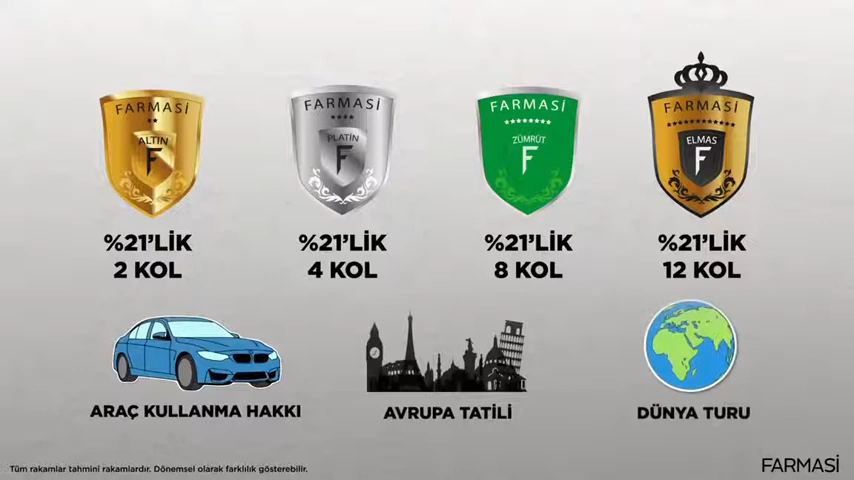 FARMASİ
ALTIN
%21'LİK
2 KOL
FARMASİ
PLATİN
%21'LİK
4 KOL
FARMASİ
ZÜMRÜT
%21'LİK
8 KOL
FARMASİ
ELMAS
%21'LİK
12 KOL
ARAÇ KULLANMA HAKKI
AVRUPA TATİLİ
DÜNYA TURU
Tüm rakamlar tahmini rakamlardır. Dönemsel olarak farklılık gösterebilir.
FARMASİ